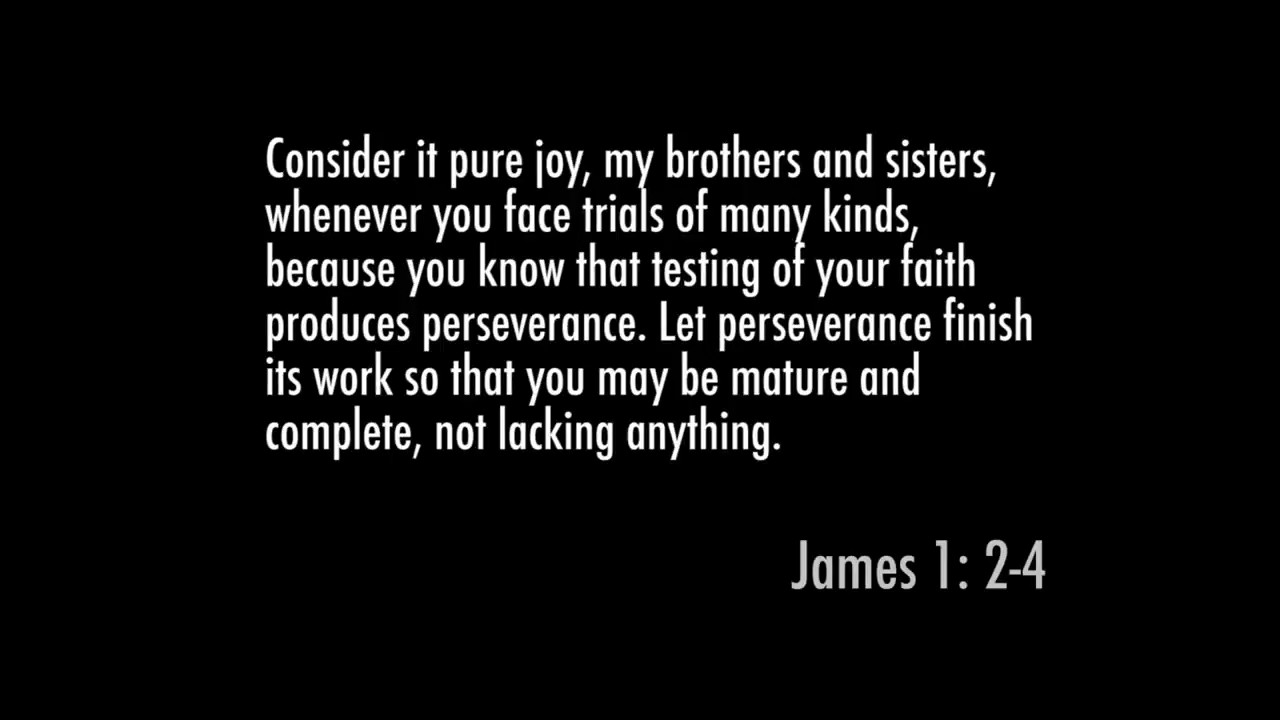 Consider it pure joy, my brothers and sisters,
whenever you face trials of many kinds,
because you know that testing of your faith
produces perseverance. Let perseverance finish
its work so that you may be mature and
complete, not lacking anything.
James 1: 2-4